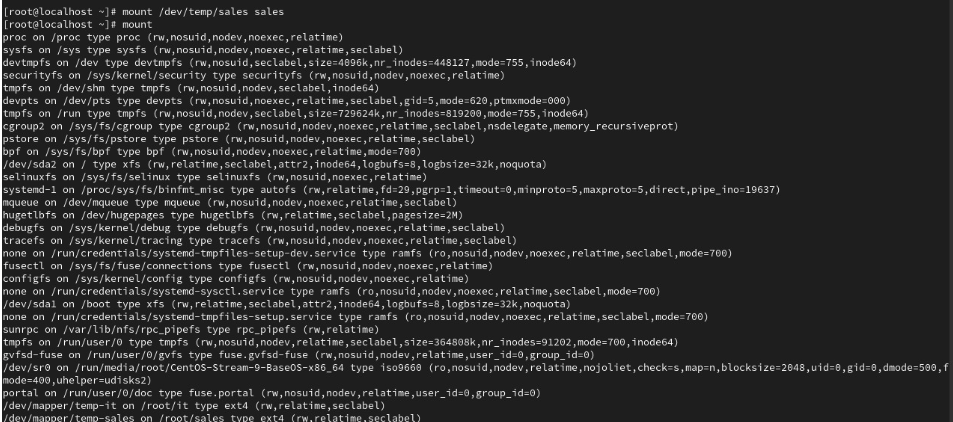 [root@localhost ~]# mount /dev/temp/sales sales
[root@localhost ~]# mount
proc on /proc type proc (rw,nosuid,nodev,noexec,relatime)
sysfs on /sys type sysfs (rw,nosuid,nodev,noexec,relatime,seclabel)
devtmpfs on /dev type devtmpfs (rw,nosuid,seclabel,size=4096k,nr_inodes=448127,mode=755,inode64)
securityfs on /sys/kernel/security type securityfs (rw,nosuid,nodev,noexec,relatime)
tmpfs on /dev/shm type tmpfs (rw,nosuid,nodev,seclabel,inode64)
devpts on /dev/pts type devpts (rw,nosuid,noexec,relatime,seclabel,gid=5,mode=620,ptmxmode=000)
tmpfs on /run type tmpfs (rw,nosuid,nodev,seclabel,size=729624k,nr_inodes=819200,mode=755,inode64)
cgroup2 on /sys/fs/cgroup type cgroup2 (rw,nosuid,nodev,noexec,relatime,seclabel,nsdelegate,memory_recursiveprot)
pstore on /sys/fs/pstore type pstore (rw,nosuid,nodev,noexec,relatime,seclabel)
bpf on /sys/fs/bpf type bpf (rw,nosuid,nodev,noexec,relatime,mode=700)
/dev/sda2 on / type xfs (rw,relatime,seclabel,attr2,inode64,logbufs=8,logbsize=32k,noquota)
selinuxfs on /sys/fs/selinux type selinuxfs (rw,nosuid,noexec,relatime)
systemd-1 on /proc/sys/fs/binfmt_misc type autofs (rw,relatime,fd=29,pgrp=1,timeout=0,minproto=5,maxproto=5,direct,pipe_ino=19637)
mqueue on /dev/mqueue type mqueue (rw,nosuid,nodev,noexec,relatime,seclabel)
hugetlbfs on /dev/hugepages type hugetlbfs (rw,relatime,seclabel,pagesize=2M)
debugfs on /sys/kernel/debug type debugfs (rw,nosuid,nodev,noexec,relatime,seclabel)
tracefs on /sys/kernel/tracing type tracefs (rw,nosuid,nodev,noexec,relatime,seclabel)
none on /run/credentials/systemd-tmpfiles-setup-dev.service type ramfs (ro,nosuid,nodev,noexec,relatime,seclabel,mode=700)
fusectl on /sys/fs/fuse/connections type fusectl (rw,nosuid,nodev,noexec,relatime)
configfs on /sys/kernel/config type configfs (rw,nosuid,nodev,noexec,relatime)
none on /run/credentials/systemd-sysctl.service type ramfs (ro,nosuid,nodev,noexec,relatime,seclabel,mode=700)
/dev/sda1 on /boot type xfs (rw,relatime,seclabel,attr2,inode64,logbufs=8,logbsize=32k,noquota)
none on /run/credentials/systemd-tmpfiles-setup.service type ramfs (ro,nosuid,nodev,noexec,relatime,seclabel,mode=700)
sunrpc on /var/lib/nfs/rpc_pipefs type rpc_pipefs (rw,relatime)
tmpfs on /run/user/0 type tmpfs (rw,nosuid,nodev,relatime,seclabel,size=364808k,nr_inodes=91202,mode=700,inode64)
gvfsd-fuse on /run/user/0/gvfs type fuse.gvfsd-fuse (rw,nosuid,nodev,relatime,user_id=0,group_id=0)
/dev/sr0 on /run/media/root/CentOS-Stream-9-BaseOS-x86_64 type iso9660 (ro,nosuid,nodev,relatime,nojoliet,check=s,map=n,blocksize=2048,uid=0,gid=0,dmode=500,f
mode=400,uhelper=udisks2)
portal on /run/user/0/doc type fuse.portal (rw,nosuid,nodev,relatime,user_id=0,group_id=0)
/dev/mapper/temp-it on /root/it type ext4 (rw,relatime,seclabel)
/dev/mapper/temp-sales on /root/sales type ext4 (rw,relatime,seclabel)